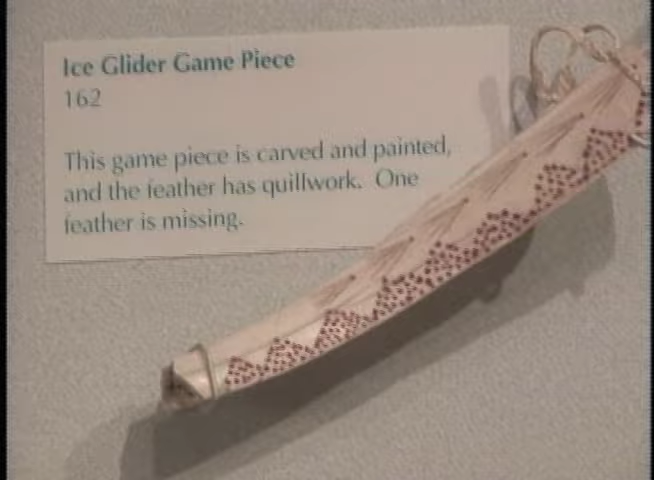 Ice Glider Game Piece
162
This game piece is carved and painted,
and the feather has quillwork. One
feather is missing.